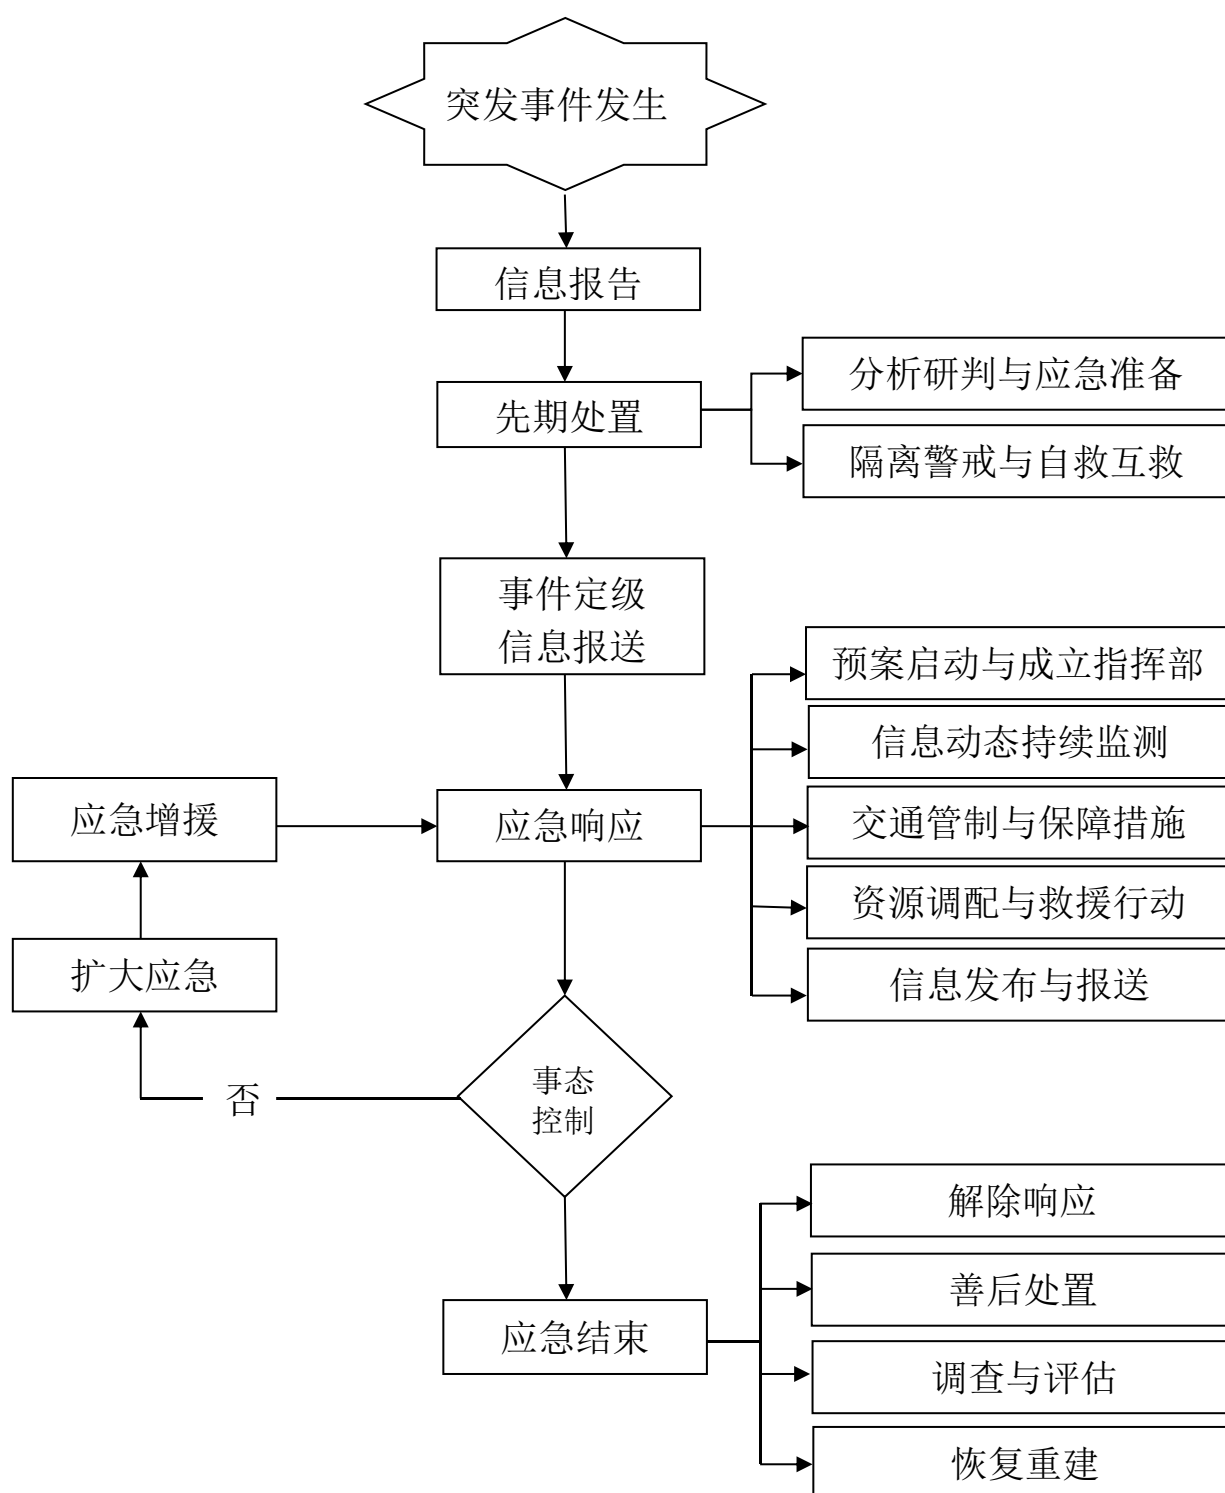 突发事件发生
信息报告
先期处置
分析研判与应急准备
隔离警戒与自救互救
事件定级
信息报送
预案启动与成立指挥部
信息动态持续监测
应急增援
应急响应
交通管制与保障措施
资源调配与救援行动
扩大应急
信息发布与报送
事态
控制
否
解除响应
善后处置
应急结束
调查与评估
恢复重建